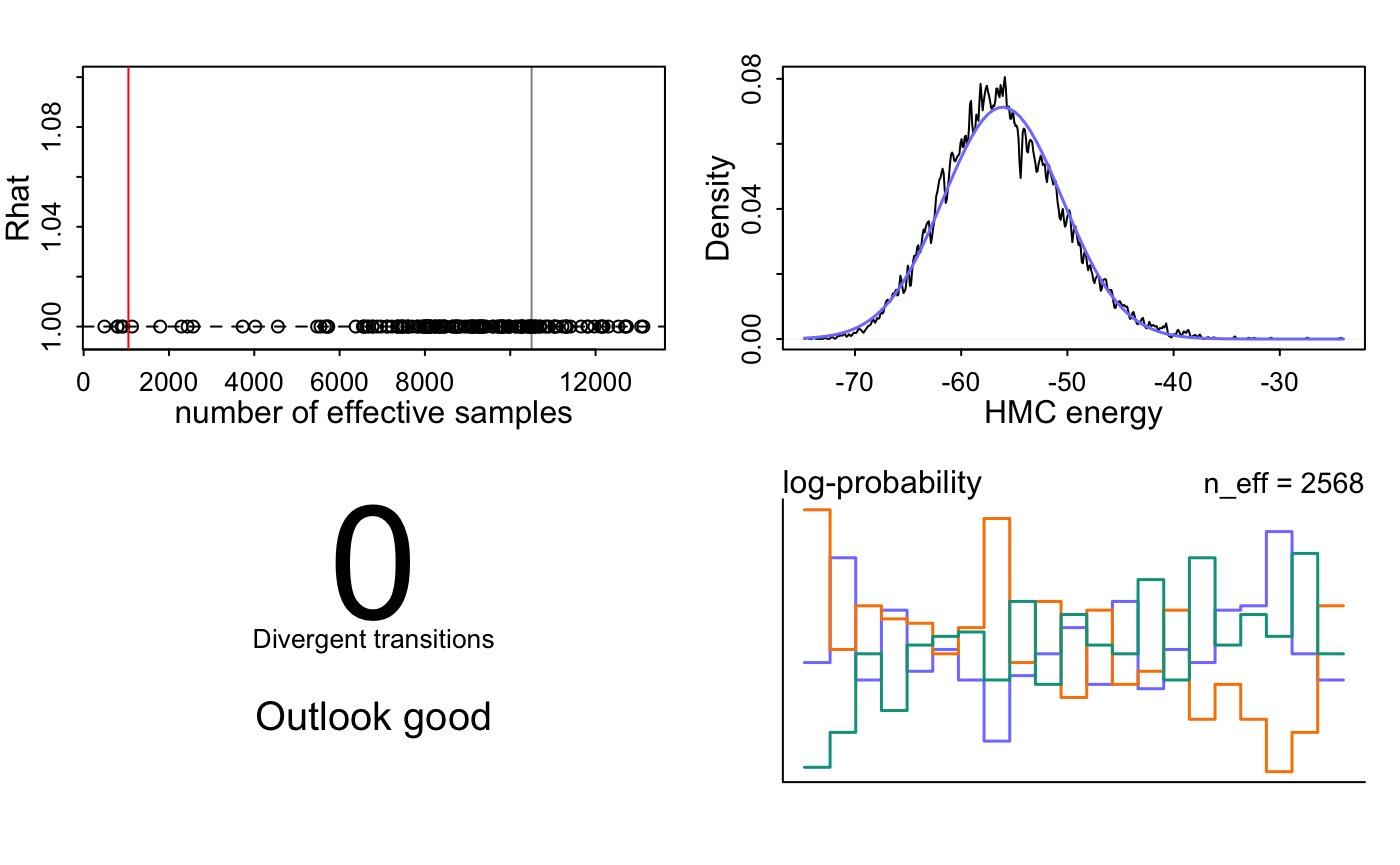 Rhat
1.00 1.04 1.08
0 2000 4000 6000 8000 12000
number of effective samples
Density
0.00 0.04 0.08
-70 -60 -50 -40 -30
HMC energy
0
Divergent transitions
Outlook good
log-probability n_eff = 2568